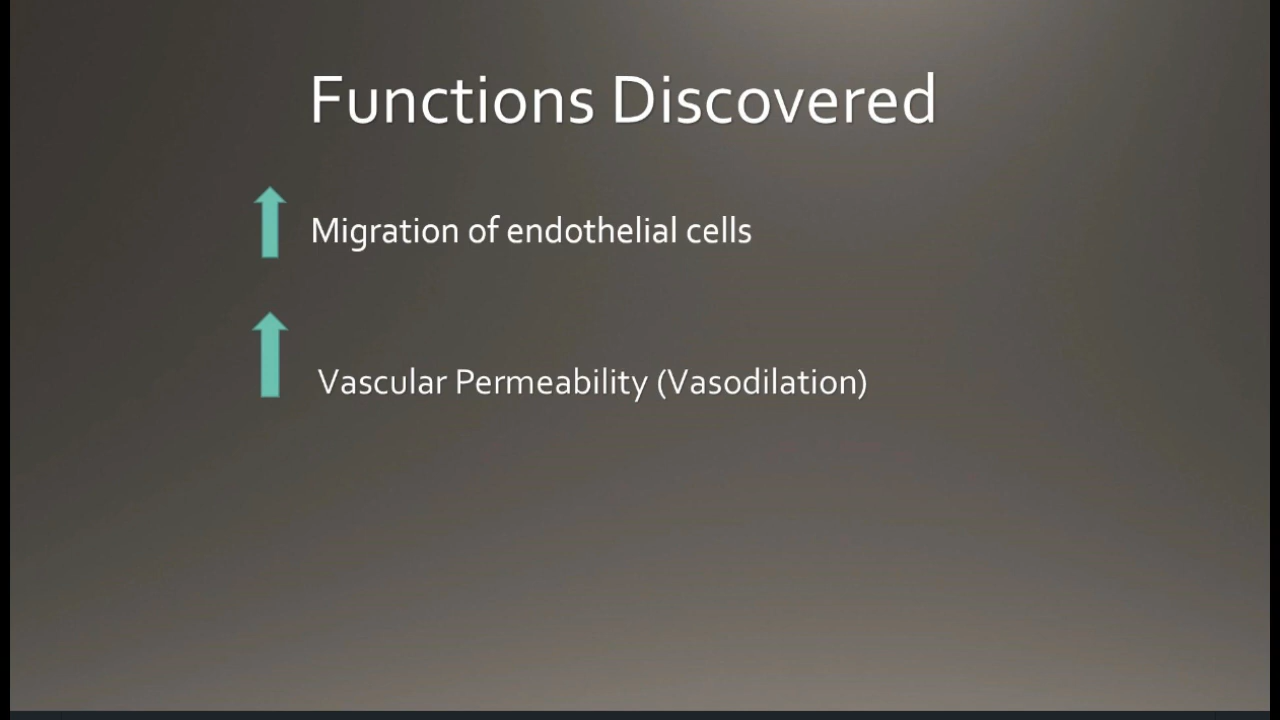 Functions Discovered
Migration of endothelial cells
Vascular Permeability (Vasodilation)